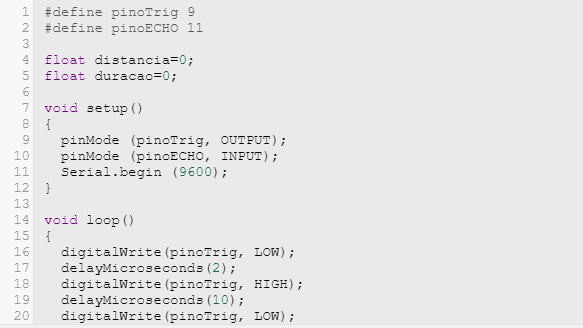 1 #define pinoTrig 9
2 #define pinoECHO 11
3
4 float distancia=0;
5 float duracao=0;
6
7 void setup()
8 {
9   pinMode (pinoTrig, OUTPUT);
10   pinMode (pinoECHO, INPUT);
11   Serial.begin (9600);
12 }
13
14 void loop()
15 {
16   digitalWrite(pinoTrig, LOW);
17   delayMicroseconds(2);
18   digitalWrite(pinoTrig, HIGH);
19   delayMicroseconds(10);
20   digitalWrite(pinoTrig, LOW);